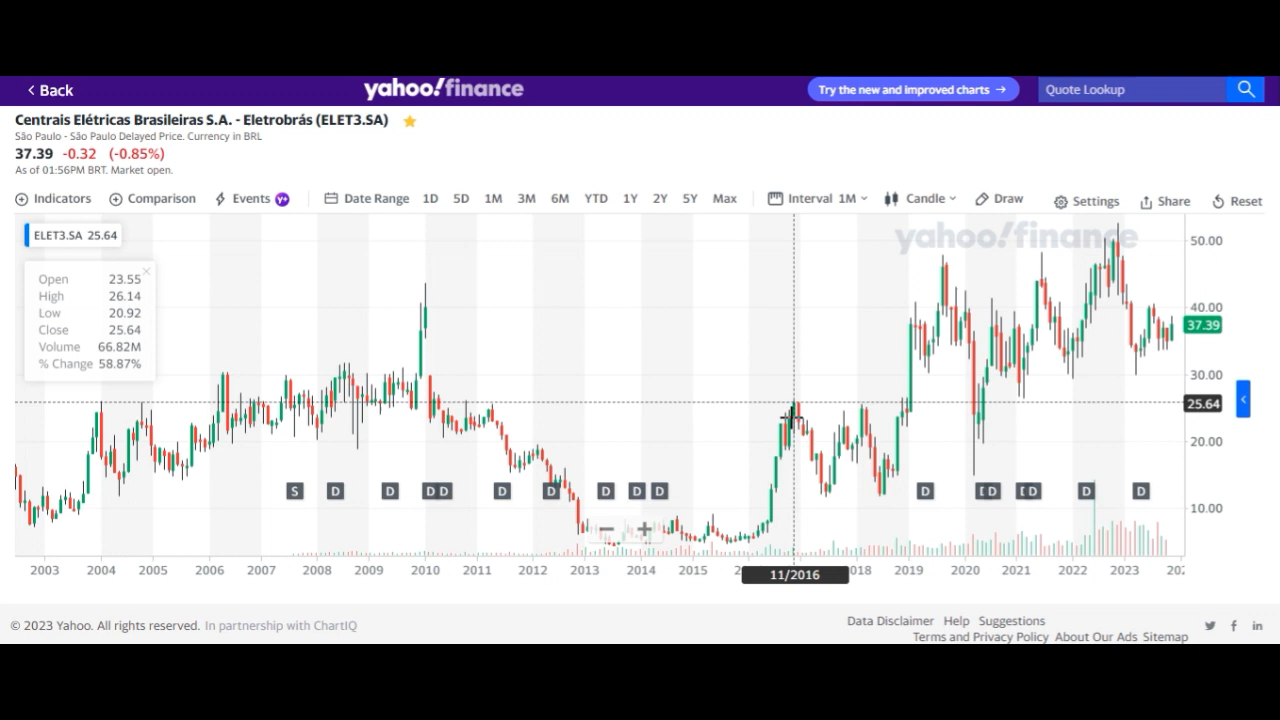 < Back
yahoo!finance
Try the new and improved charts →
Quote Lookup
Centrais Elétricas Brasileiras S.A. - Eletrobrás (ELET3.SA)
São Paulo - São Paulo Delayed Price. Currency in BRL
37.39 -0.32 (-0.85%)
As of 01:56PM BRT. Market open.
Indicators Comparison Events Y+ Date Range 1D 5D 1M 3M 6M YTD 1Y 2Y 5Y Max Interval 1M Candle Draw Settings Share Reset
ELET3.SA 25.64
yahoo!finance
50.00
Open 23.55
High 26.14
Low 20.92
Close 25.64
Volume 66.82M
% Change 58.87%
40.00
37.39
30.00
25.64
20.00
S D D D D D D D D D D D D D D
10.00
2003 2004 2005 2006 2007 2008 2009 2010 2011 2012 2013 2014 2015 11/2016 2019 2020 2021 2022 2023
© 2023 Yahoo. All rights reserved. In partnership with ChartIQ
Data Disclaimer Help Suggestions
Terms and Privacy Policy About Our Ads Sitemap